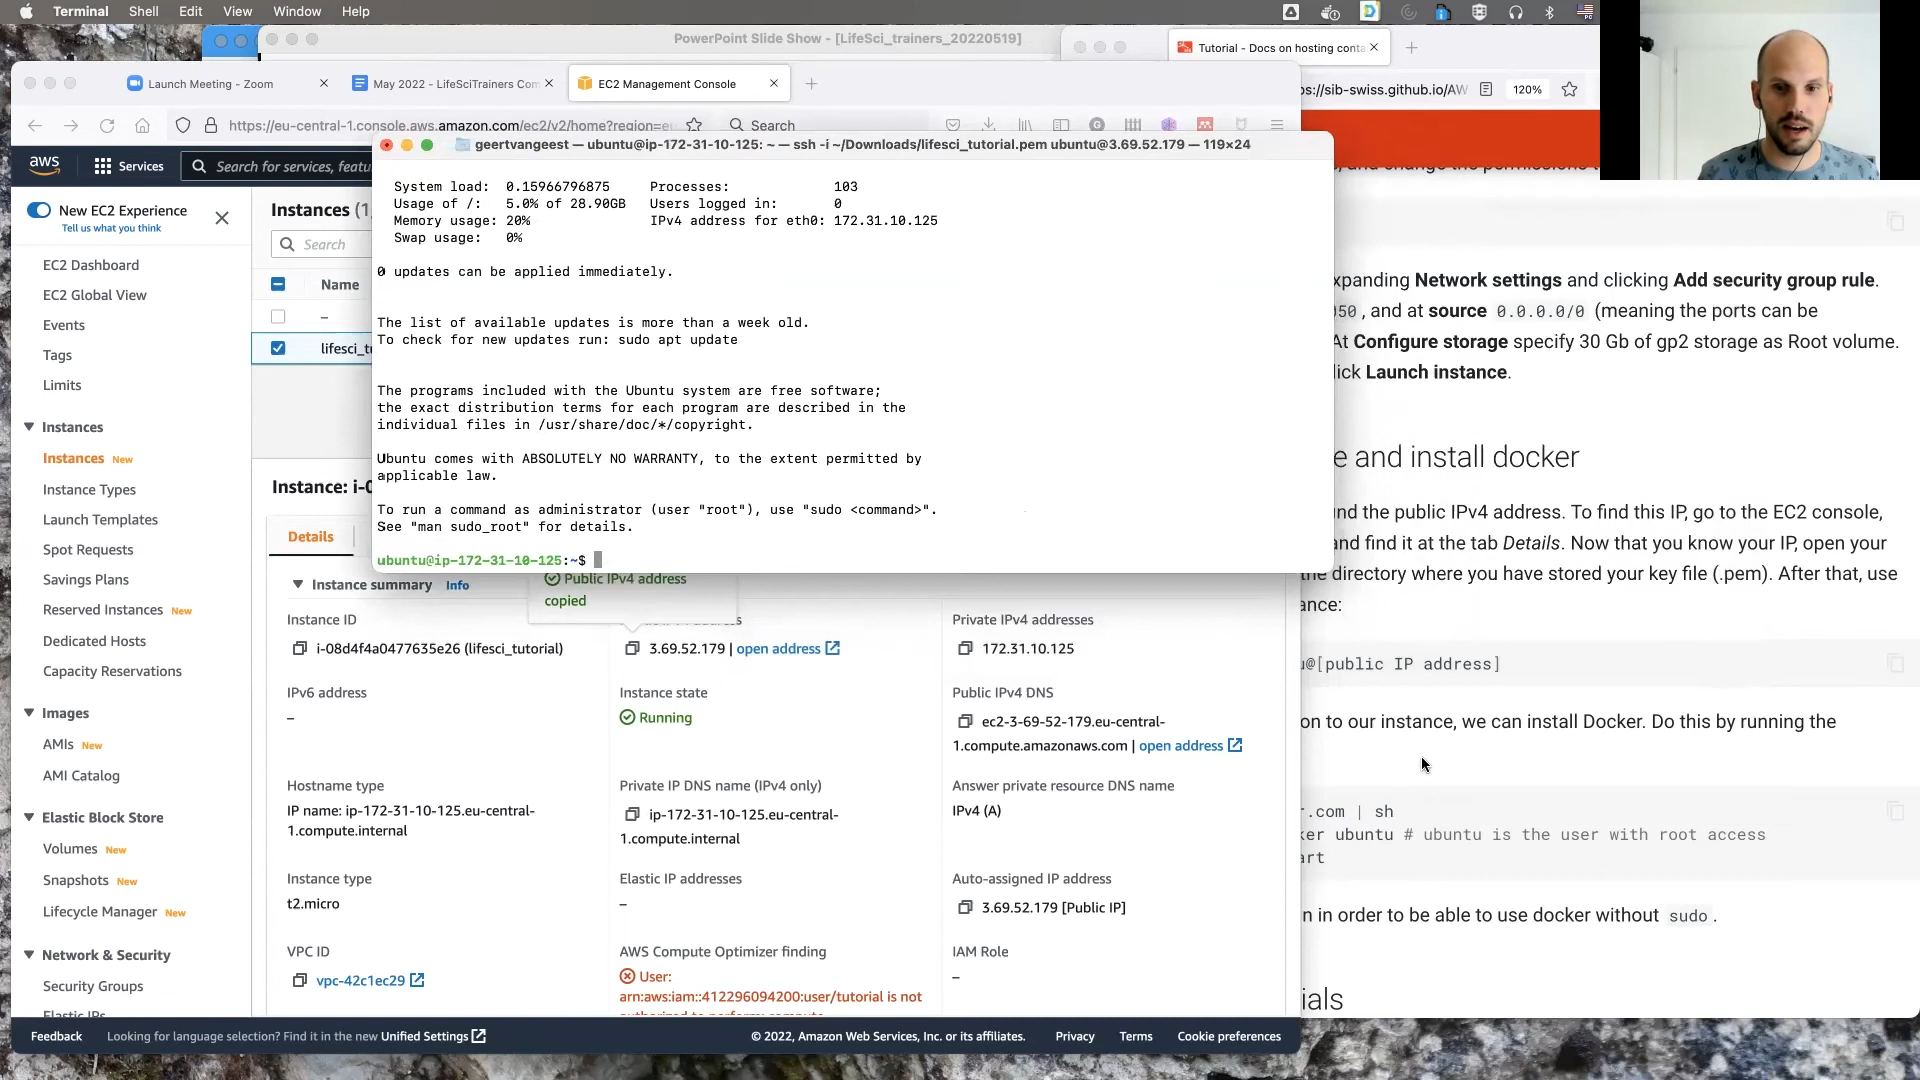 Terminal Shell Edit View Window Help
PowerPoint Slide Show - [LifeSci_trainers_20220519]
Tutorial - Docs on hosting conta
Launch Meeting - Zoom
May 2022 - LifeSciTrainers Com
EC2 Management Console
https://eu-central-1.console.aws.amazon.com/ec2/v2/home?region=eu
Search
ps://sib-swiss.github.io/AW
120%
geertvangeest — ubuntu@ip-172-31-10-125: ~ — ssh -i ~/Downloads/lifesci_tutorial.pem ubuntu@3.69.52.179 — 119×24
aws
Services
Search for services, featu
System load: 0.15966796875 Processes: 103
Usage of /: 5.0% of 28.90GB Users logged in: 0
Memory usage: 20% IPv4 address for eth0: 172.31.10.125
Swap usage: 0%
0 updates can be applied immediately.
The list of available updates is more than a week old.
To check for new updates run: sudo apt update
The programs included with the Ubuntu system are free software;
the exact distribution terms for each program are described in the
individual files in /usr/share/doc/*/copyright.
Ubuntu comes with ABSOLUTELY NO WARRANTY, to the extent permitted by
applicable law.
To run a command as administrator (user "root"), use "sudo <command>".
See "man sudo_root" for details.
ubuntu@ip-172-31-10-125:~$
New EC2 Experience
Tell us what you think
EC2 Dashboard
EC2 Global View
Events
Tags
Limits
Instances
Instances New
Instance Types
Launch Templates
Spot Requests
Savings Plans
Reserved Instances New
Dedicated Hosts
Capacity Reservations
Images
AMIs New
AMI Catalog
Elastic Block Store
Volumes New
Snapshots New
Lifecycle Manager New
Network & Security
Security Groups
Elastic IPs
Instances (1
Search
Name
–
lifesci_tu
Instance: i-0
Details
Instance summary Info
Public IPv4 address
copied
Instance ID
i-08d4f4a0477635e26 (lifesci_tutorial)
3.69.52.179 | open address
Private IPv4 addresses
172.31.10.125
IPv6 address
–
Instance state
Running
Public IPv4 DNS
ec2-3-69-52-179.eu-central-
1.compute.amazonaws.com | open address
Hostname type
IP name: ip-172-31-10-125.eu-central-
1.compute.internal
Private IP DNS name (IPv4 only)
ip-172-31-10-125.eu-central-
1.compute.internal
Answer private resource DNS name
IPv4 (A)
Instance type
t2.micro
Elastic IP addresses
–
Auto-assigned IP address
3.69.52.179 [Public IP]
VPC ID
vpc-42c1ec29
AWS Compute Optimizer finding
User:
arn:aws:iam::412296094200:user/tutorial is not
IAM Role
–
Feedback
Looking for language selection? Find it in the new Unified Settings
© 2022, Amazon Web Services, Inc. or its affiliates.
Privacy
Terms
Cookie preferences
xpanding Network settings and clicking Add security group rule.
050, and at source 0.0.0.0/0 (meaning the ports can be
At Configure storage specify 30 Gb of gp2 storage as Root volume.
lick Launch instance.
e and install docker
nd the public IPv4 address. To find this IP, go to the EC2 console,
and find it at the tab Details. Now that you know your IP, open your
the directory where you have stored your key file (.pem). After that, use
ance:
u@[public IP address]
on to our instance, we can install Docker. Do this by running the
r.com | sh
ker ubuntu # ubuntu is the user with root access
art
n in order to be able to use docker without sudo.
ials